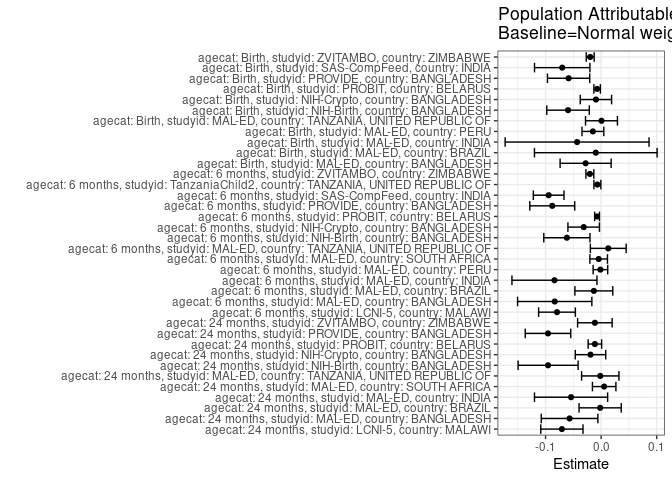 Population Attributable
Baseline=Normal weig
agecat: Birth, studyid: ZVITAMBO, country: ZIMBABWE
agecat: Birth, studyid: SAS-CompFeed, country: INDIA
agecat: Birth, studyid: PROVIDE, country: BANGLADESH
agecat: Birth, studyid: PROBIT, country: BELARUS
agecat: Birth, studyid: NIH-Crypto, country: BANGLADESH
agecat: Birth, studyid: NIH-Birth, country: BANGLADESH
agecat: Birth, studyid: MAL-ED, country: TANZANIA, UNITED REPUBLIC OF
agecat: Birth, studyid: MAL-ED, country: PERU
agecat: Birth, studyid: MAL-ED, country: INDIA
agecat: Birth, studyid: MAL-ED, country: BRAZIL
agecat: Birth, studyid: MAL-ED, country: BANGLADESH
agecat: 6 months, studyid: ZVITAMBO, country: ZIMBABWE
agecat: 6 months, studyid: TanzaniaChild2, country: TANZANIA, UNITED REPUBLIC OF
agecat: 6 months, studyid: SAS-CompFeed, country: INDIA
agecat: 6 months, studyid: PROVIDE, country: BANGLADESH
agecat: 6 months, studyid: PROBIT, country: BELARUS
agecat: 6 months, studyid: NIH-Crypto, country: BANGLADESH
agecat: 6 months, studyid: NIH-Birth, country: BANGLADESH
agecat: 6 months, studyid: MAL-ED, country: TANZANIA, UNITED REPUBLIC OF
agecat: 6 months, studyid: MAL-ED, country: SOUTH AFRICA
agecat: 6 months, studyid: MAL-ED, country: PERU
agecat: 6 months, studyid: MAL-ED, country: INDIA
agecat: 6 months, studyid: MAL-ED, country: BRAZIL
agecat: 6 months, studyid: MAL-ED, country: BANGLADESH
agecat: 6 months, studyid: LCNI-5, country: MALAWI
agecat: 24 months, studyid: ZVITAMBO, country: ZIMBABWE
agecat: 24 months, studyid: PROVIDE, country: BANGLADESH
agecat: 24 months, studyid: PROBIT, country: BELARUS
agecat: 24 months, studyid: NIH-Crypto, country: BANGLADESH
agecat: 24 months, studyid: NIH-Birth, country: BANGLADESH
agecat: 24 months, studyid: MAL-ED, country: TANZANIA, UNITED REPUBLIC OF
agecat: 24 months, studyid: MAL-ED, country: SOUTH AFRICA
agecat: 24 months, studyid: MAL-ED, country: INDIA
agecat: 24 months, studyid: MAL-ED, country: BRAZIL
agecat: 24 months, studyid: MAL-ED, country: BANGLADESH
agecat: 24 months, studyid: LCNI-5, country: MALAWI
-0.1 0.0 0.1
Estimate